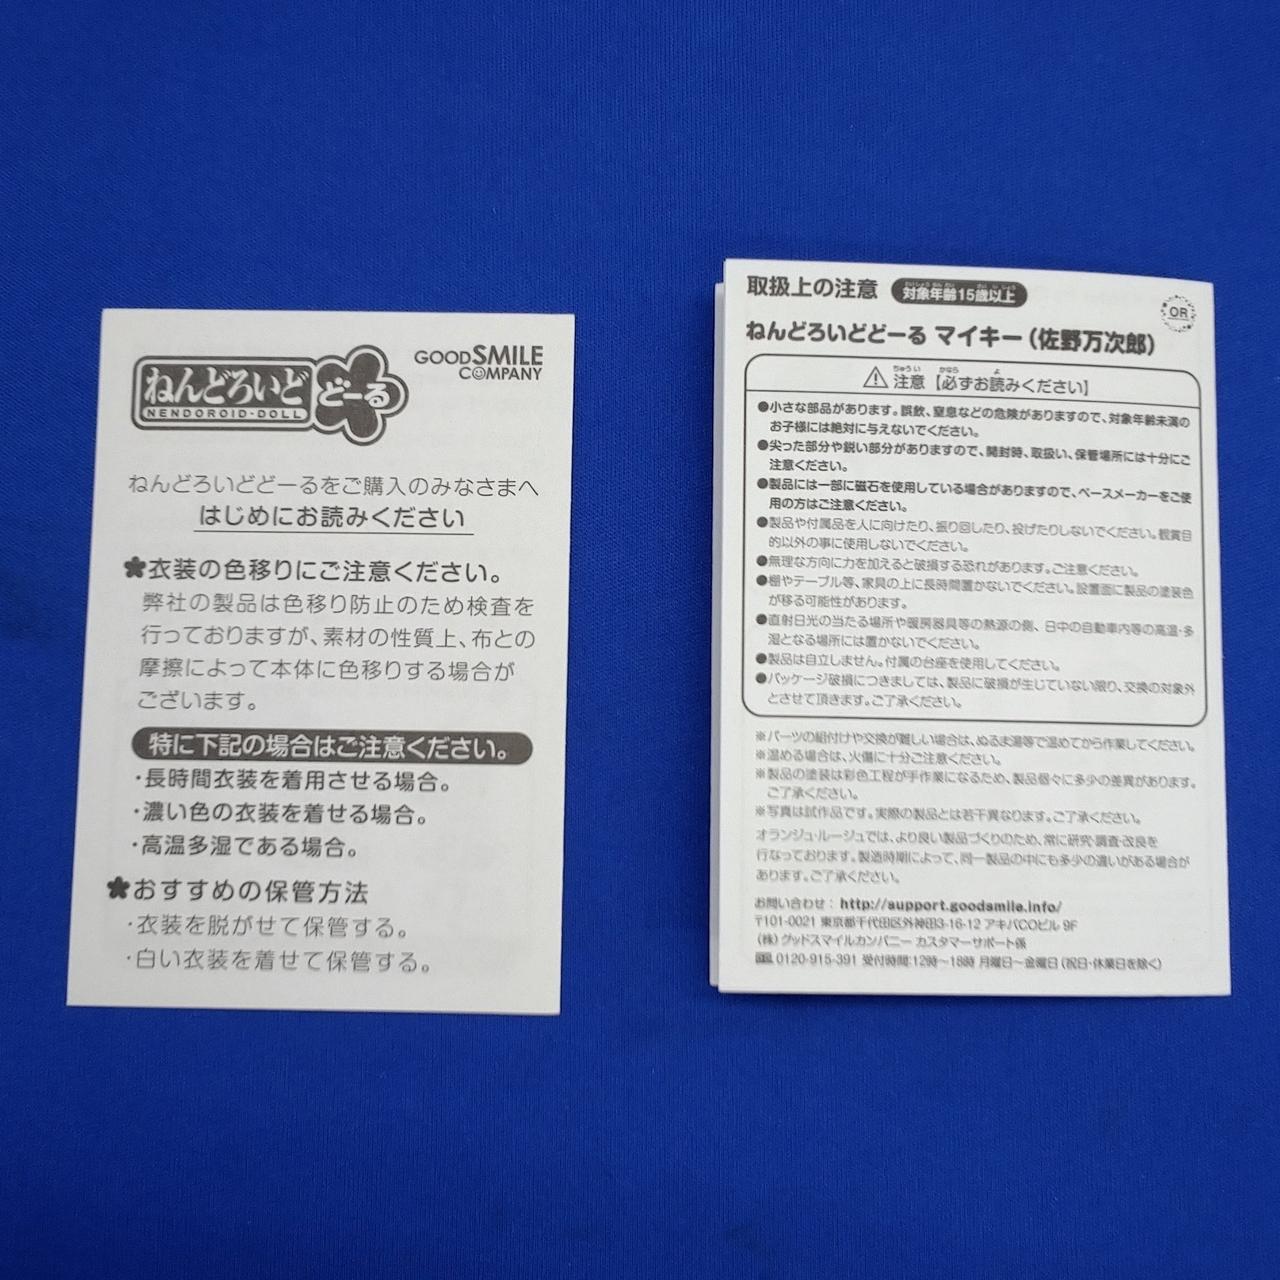 ねんどろいど どーる
NENDOROID-DOLL
GOOD SMILE
COMPANY
ねんどろいどどーるをご購入のみなさまへ
はじめにお読みください
衣装の色移りにご注意ください。
弊社の製品は色移り防止のため検査を
行っておりますが、素材の性質上、布との
摩擦によって本体に色移りする場合が
ございます。
特に下記の場合はご注意ください。
・長時間衣装を着用させる場合。
・濃い色の衣装を着せる場合。
・高温多湿である場合。
おすすめの保管方法
・衣装を脱がせて保管する。
・白い衣装を着せて保管する。
取扱上の注意 対象年齢15歳以上
OR
ねんどろいどどーる マイキー(佐野万次郎)
注意【必ずお読みください】
●小さな部品があります。誤飲、窒息などの危険がありますので、対象年齢未満の
お子様には絶対に与えないでください。
●尖った部分や鋭い部分がありますので、開封時、取扱い、保管場所には十分にご
注意ください。
●製品には一部に磁石を使用している場合がありますので、ペースメーカーをご使
用の方はご注意ください。
●製品や付属品を人に向けたり、振り回したり、投げたりしないでください。観賞目
的以外の事に使用しないでください。
●無理な方向に力を加えると破損する恐れがあります。ご注意ください。
●棚やテーブル等、家具の上に長時間置かないでください。設置面に製品の塗装色
が移る可能性があります。
●直射日光の当たる場所や暖房器具等の熱源の側、日中の自動車内等の高温・多
湿となる場所には置かないでください。
●製品は自立しません。付属の台座を使用してください。
●パッケージ破損につきましては、製品に破損が生じていない限り、交換の対象外
とさせて頂きます。ご了承ください。
※パーツの組付けや交換が難しい場合は、ぬるま湯等で温めてから作業してください。
※温める場合は、火傷に十分ご注意ください。
※製品の塗装は彩色工程が手作業になるため、製品個々に多少の差異があります。
ご了承ください。
※写真は試作品です。実際の製品とは若干異なります。ご了承ください。
オランジュ・ルージュでは、より良い製品づくりのため、常に研究・調査・改良を
行なっております。製造時期によって、同一製品の中にも多少の違いがある場合が
あります。ご了承ください。
お問い合わせ：http://support.goodsmile.info/
〒101-0021 東京都千代田区外神田3-16-12 アキバCOビル 9F
(株)グッドスマイルカンパニー カスタマーサポート係
0120-915-391 受付時間:12時～18時 月曜日～金曜日(祝日・休業日を除く)